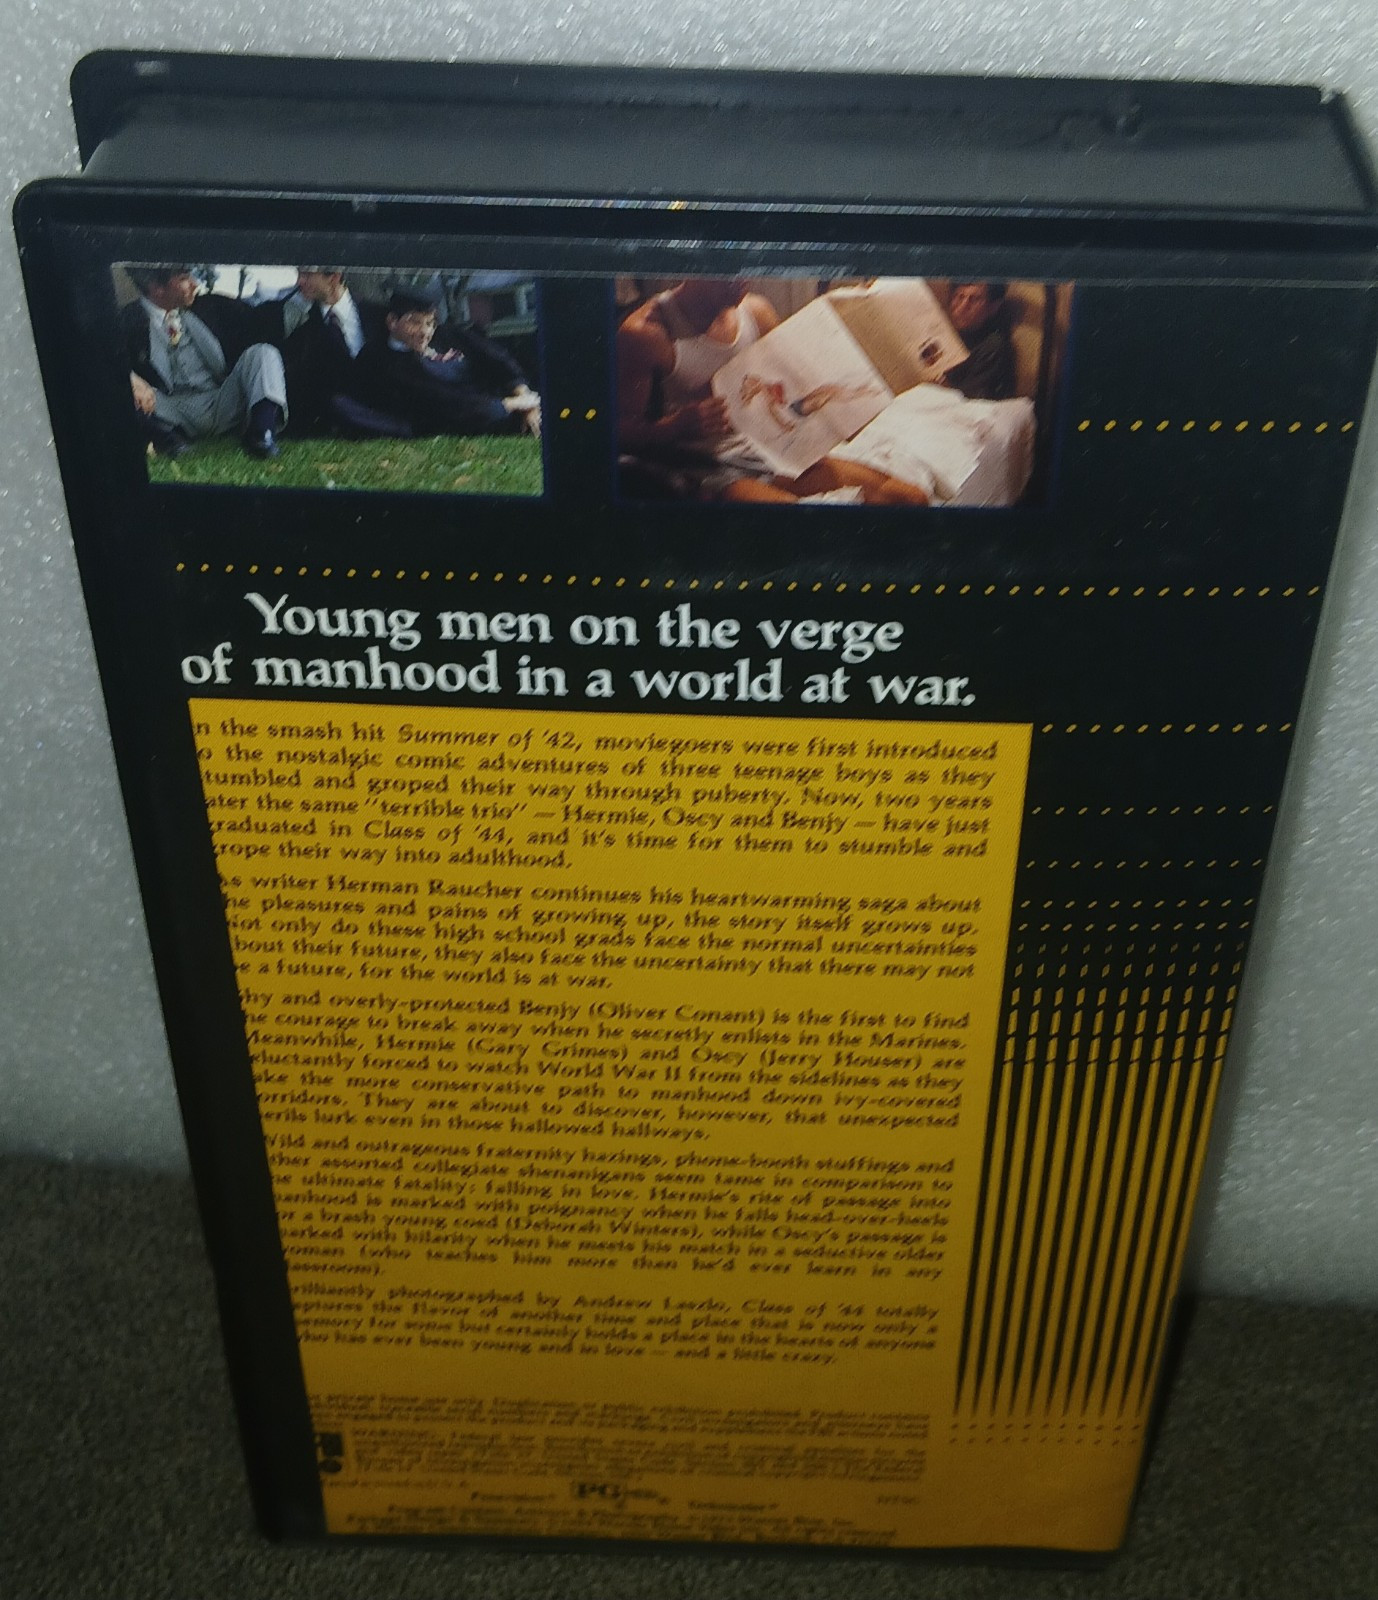 Young men on the verge
of manhood in a world at war.
n the smash hit Summer of '42, moviegoers were first introduced
o the nostalgic comic adventures of three teenage boys as they
tumbled and groped their way through puberty. Now, two years
ater the same "terrible trio" — Hermie, Oscy and Benjy — have just
raduated in Class of '44, and it's time for them to stumble and
rope their way into adulthood.
s writer Herman Raucher continues his heartwarming saga about
he pleasures and pains of growing up, the story itself grows up.
ot only do these high school grads face the normal uncertainties
bout their future, they also face the uncertainty that there may not
e a future, for the world is at war.
hy and overly-protected Benjy (Oliver Conant) is the first to find
he courage to break away when he secretly enlists in the Marines.
Meanwhile, Hermie (Gary Grimes) and Oscy (Jerry Houser) are
eluctantly forced to watch World War II from the sidelines as they
ake the more conservative path to manhood down ivy-covered
orridors. They are about to discover, however, that unexpected
erils lurk even in those hallowed hallways.
Wild and outrageous fraternity hazings, phone-booth stuffings and
ther assorted collegiate shenanigans seem tame in comparison to
he ultimate fatality: falling in love. Hermie's rite of passage into
manhood is marked with poignancy when he falls head-over-heels
or a brash young coed (Deborah Winters), while Oscy's passage is
arked with hilarity when he meets his match in a seductive older
woman (who teaches him more than he'd ever learn in any
lassroom).
rilliantly photographed by Andrew Laszlo, Class of '44 totally
aptures the flavor of another time and place that is now only a
emory for some but certainly holds a place in the hearts of anyone
ho has ever been young and in love — and a little crazy.
PG